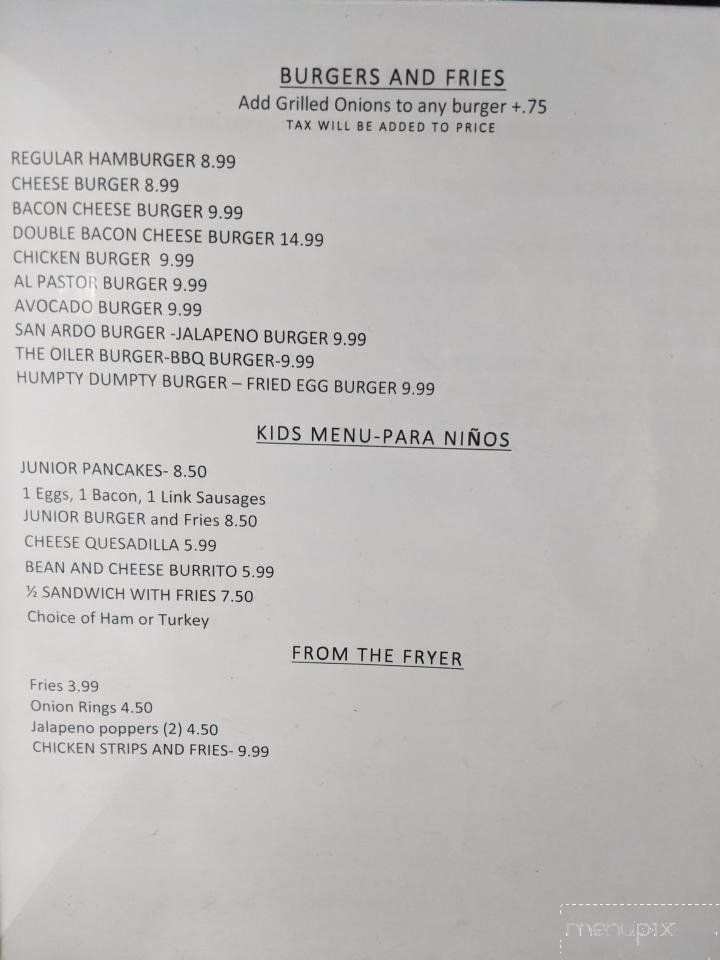 BURGERS AND FRIES
Add Grilled Onions to any burger +.75
TAX WILL BE ADDED TO PRICE
REGULAR HAMBURGER 8.99
CHEESE BURGER 8.99
BACON CHEESE BURGER 9.99
DOUBLE BACON CHEESE BURGER 14.99
CHICKEN BURGER 9.99
AL PASTOR BURGER 9.99
AVOCADO BURGER 9.99
SAN ARDO BURGER -JALAPENO BURGER 9.99
THE OILER BURGER-BBQ BURGER-9.99
HUMPTY DUMPTY BURGER – FRIED EGG BURGER 9.99
KIDS MENU-PARA NIÑOS
JUNIOR PANCAKES- 8.50
1 Eggs, 1 Bacon, 1 Link Sausages
JUNIOR BURGER and Fries 8.50
CHEESE QUESADILLA 5.99
BEAN AND CHEESE BURRITO 5.99
½ SANDWICH WITH FRIES 7.50
Choice of Ham or Turkey
FROM THE FRYER
Fries 3.99
Onion Rings 4.50
Jalapeno poppers (2) 4.50
CHICKEN STRIPS AND FRIES- 9.99
menupix